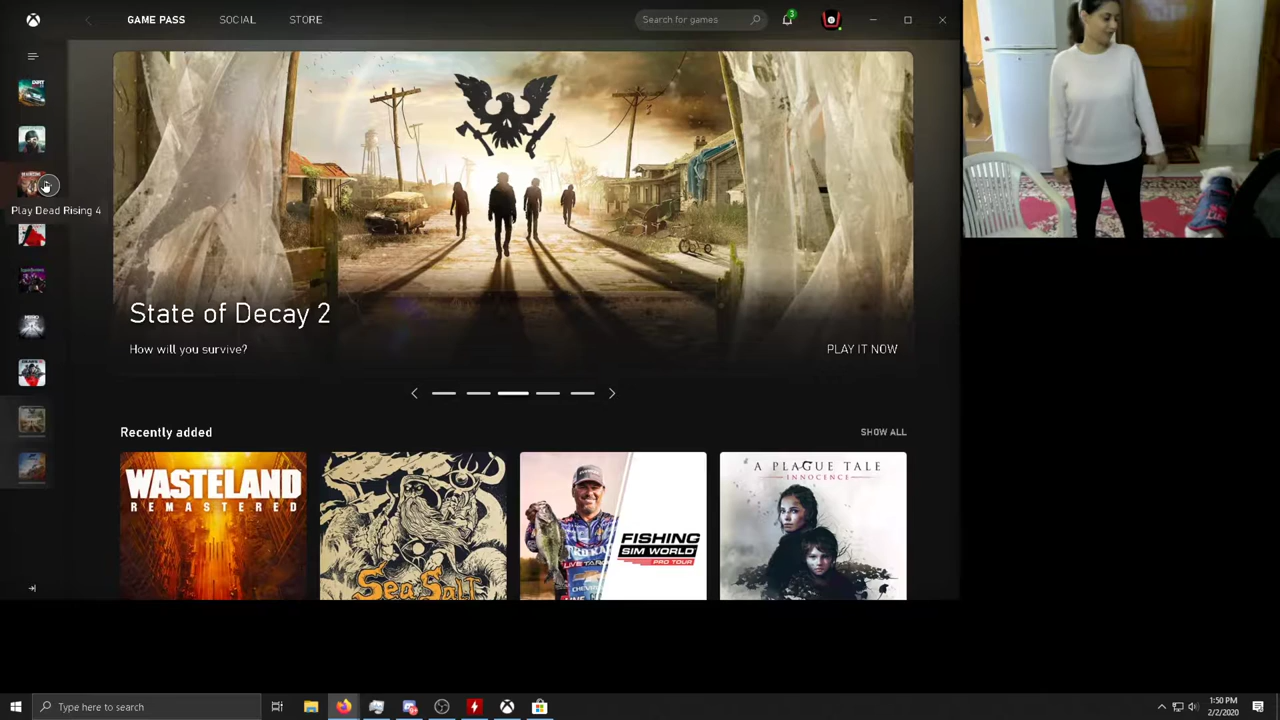 GAME PASS
SOCIAL
STORE
Search for games
3
Play Dead Rising 4
State of Decay 2
How will you survive?
PLAY IT NOW
Recently added
SHOW ALL
WASTELAND
REMASTERED
Sea Salt
FISHING
SIM WORLD
PRO TOUR
A PLAGUE TALE
INNOCENCE
Type here to search
1:50 PM
2/2/2020